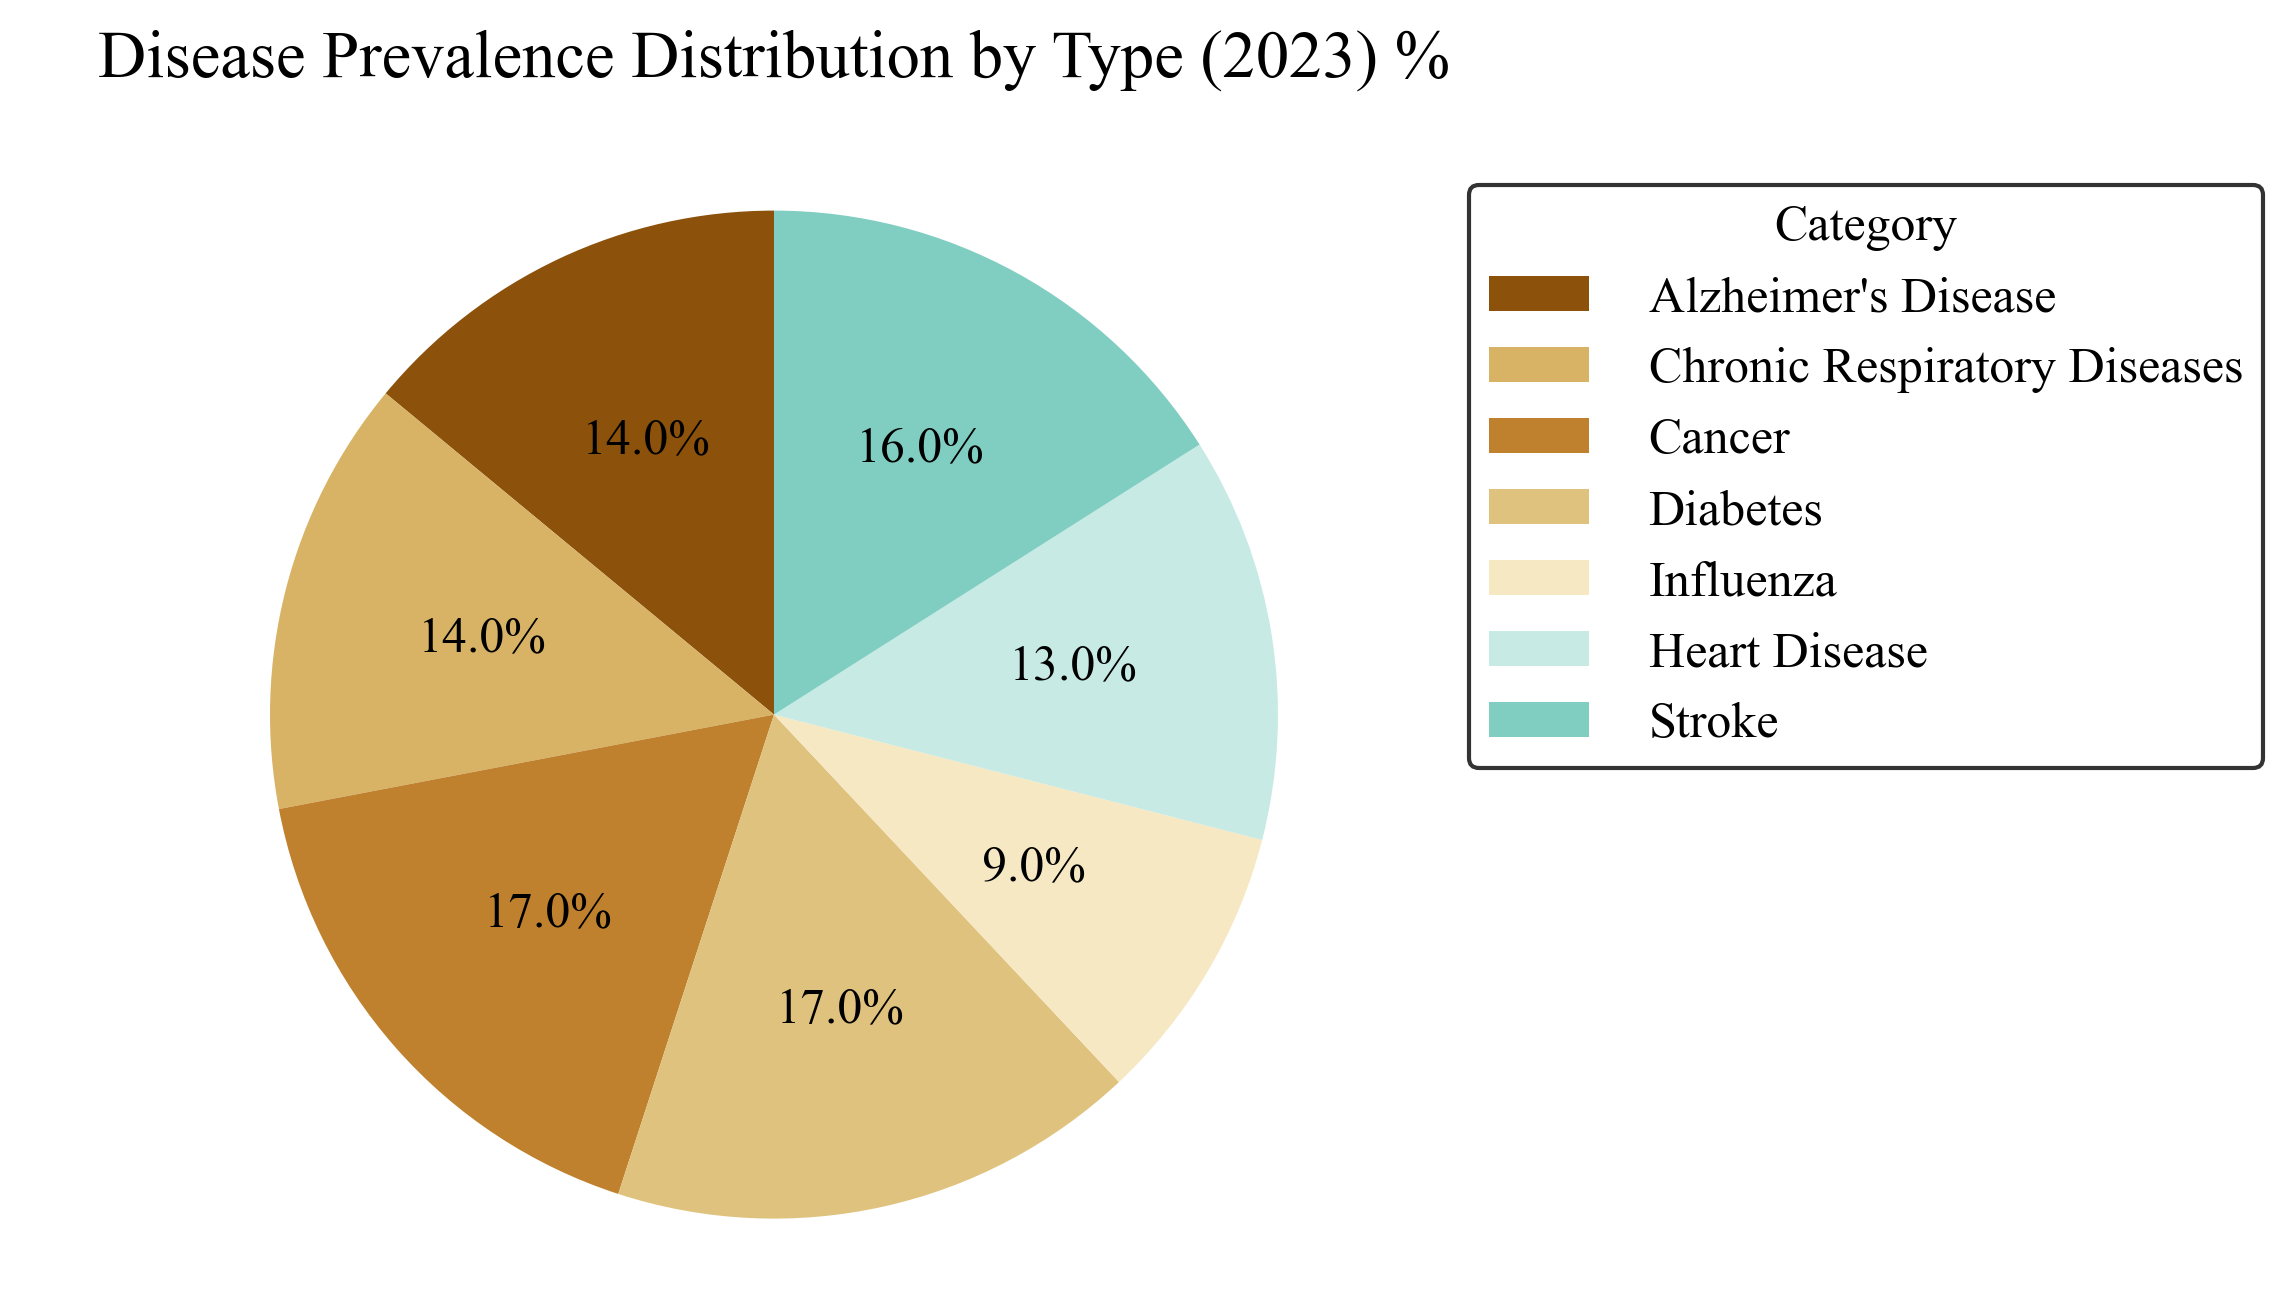 Disease Prevalence Distribution by Type (2023) %
14.0%
16.0%
14.0%
13.0%
17.0%
9.0%
17.0%
Category
Alzheimer's Disease
Chronic Respiratory Diseases
Cancer
Diabetes
Influenza
Heart Disease
Stroke